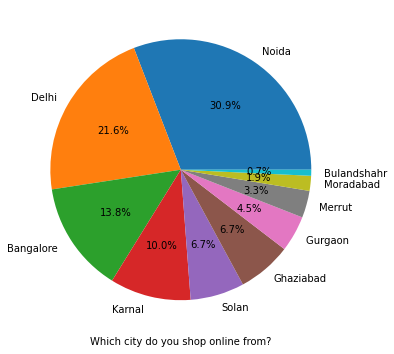 Noida
30.9%
Delhi
21.6%
Bangalore
13.8%
Karnal
10.0%
Solan
6.7%
Ghaziabad
6.7%
Gurgaon
4.5%
Merrut
3.3%
Moradabad
1.9%
Bulandshahr
0.7%
Which city do you shop online from?